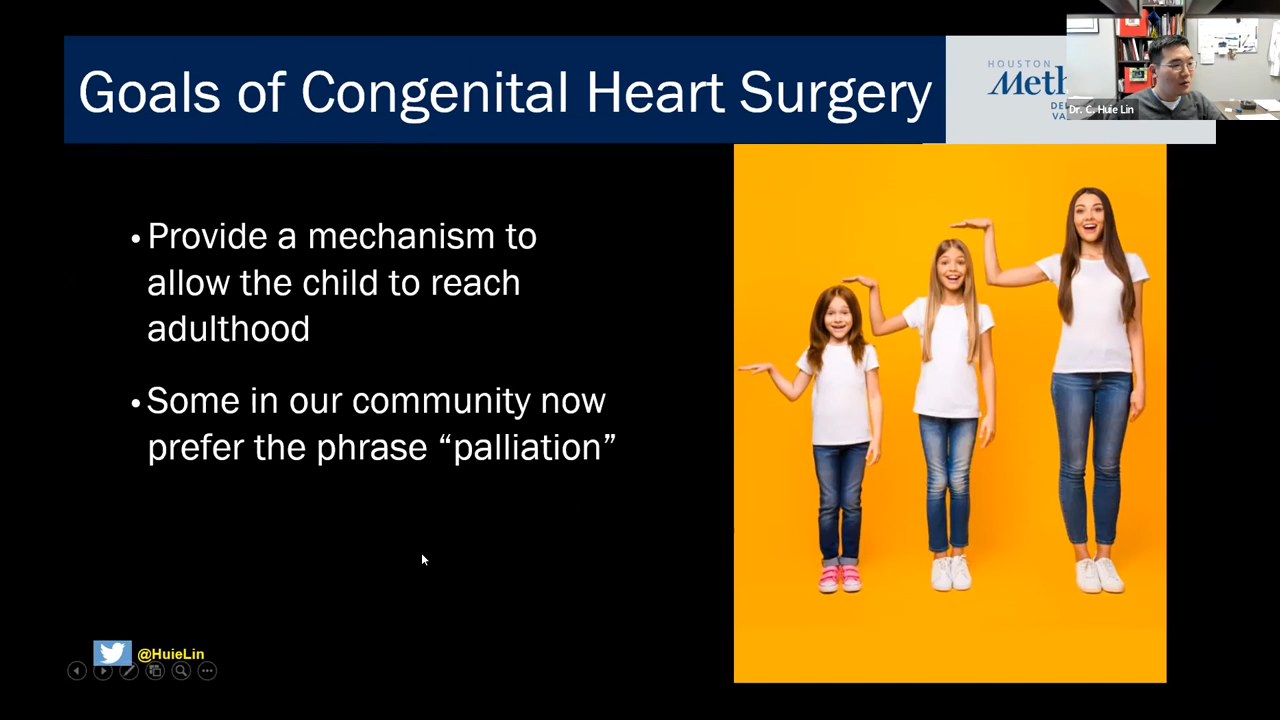 Goals of Congenital Heart Surgery
HOUSTON
Dr. C. Huie Lin
•Provide a mechanism to
allow the child to reach
adulthood
•Some in our community now
prefer the phrase “palliation”
@HuieLin